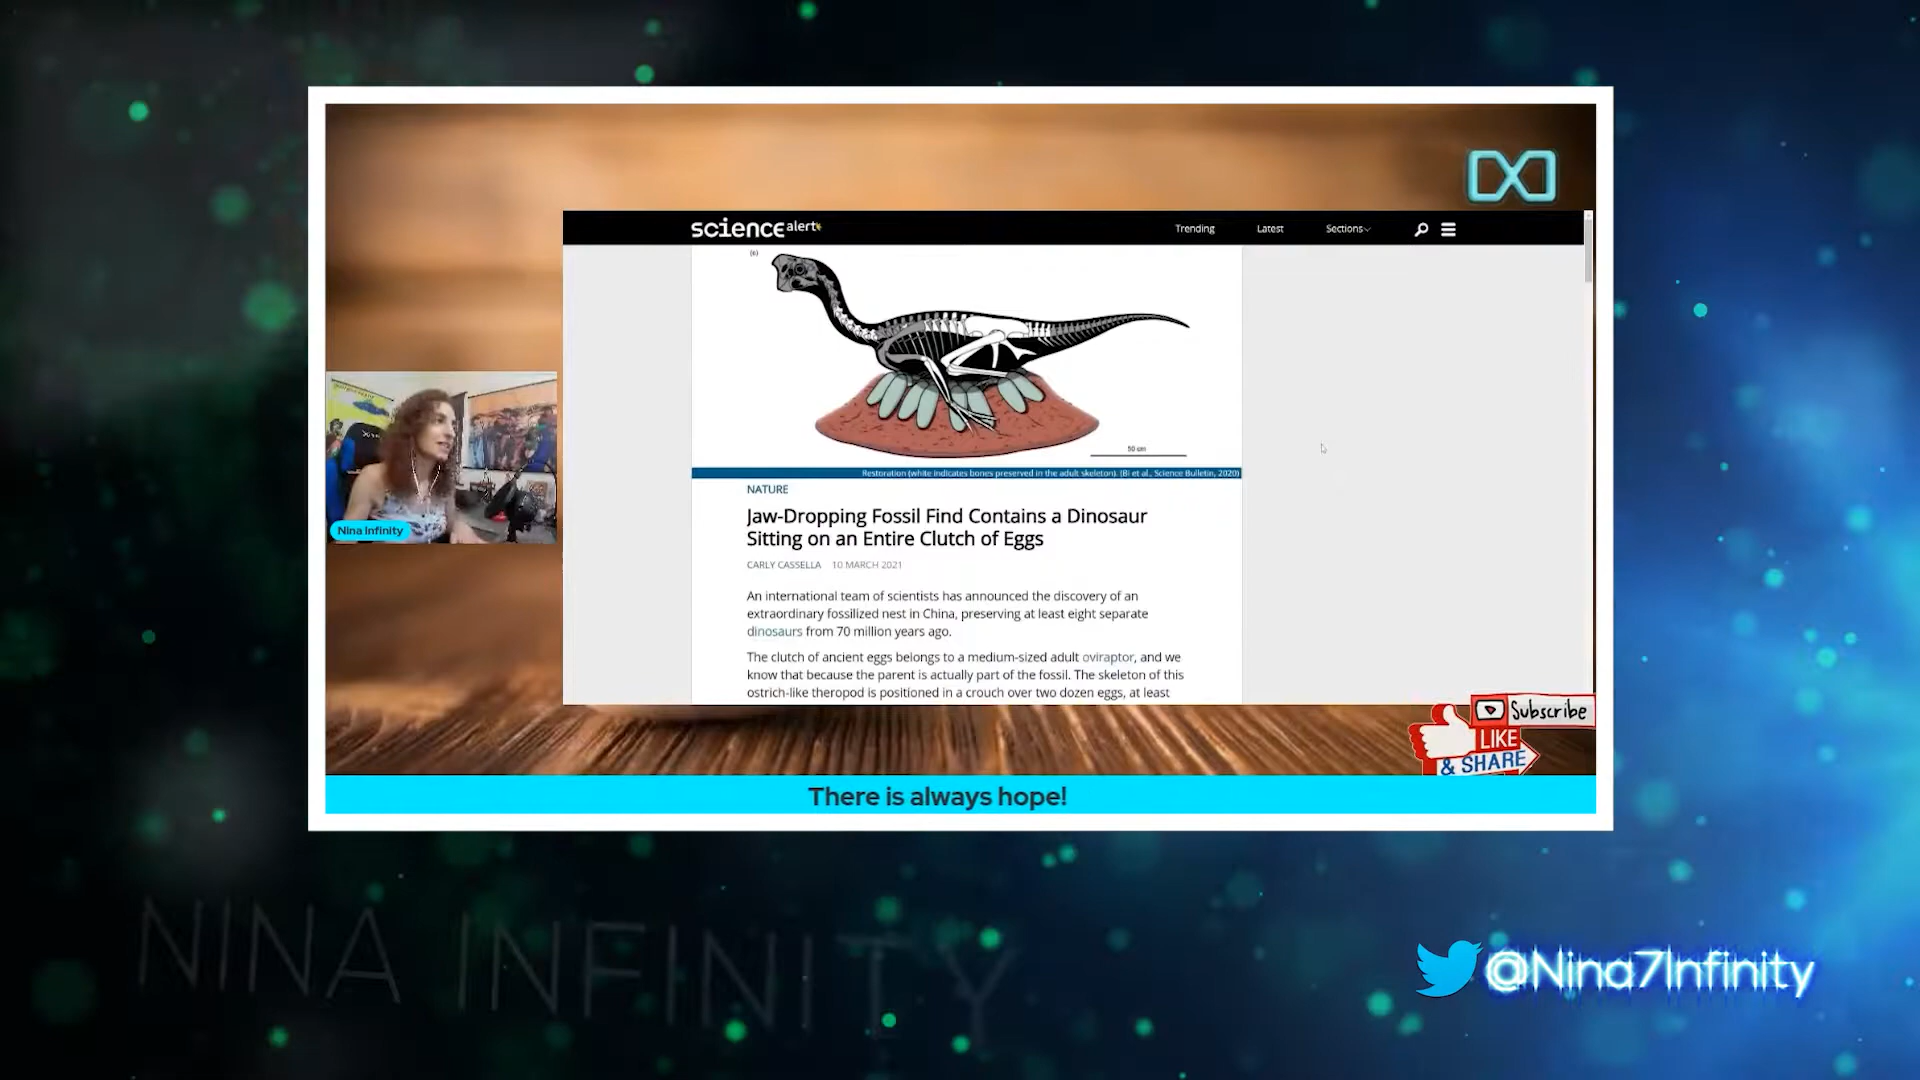 science alert
Trending
Latest
Sections
(6)
50 cm
Restoration (white indicates bones preserved in the adult skeleton). (Bi et al., Science Bulletin, 2020)
NATURE
Jaw-Dropping Fossil Find Contains a Dinosaur
Sitting on an Entire Clutch of Eggs
CARLY CASSELLA 10 MARCH 2021
An international team of scientists has announced the discovery of an
extraordinary fossilized nest in China, preserving at least eight separate
dinosaurs from 70 million years ago.
The clutch of ancient eggs belongs to a medium-sized adult oviraptor, and we
know that because the parent is actually part of the fossil. The skeleton of this
ostrich-like theropod is positioned in a crouch over two dozen eggs, at least
Nina Infinity
Subscribe
LIKE
& SHARE
There is always hope!
NINA INFINITY
@Nina7Infinity